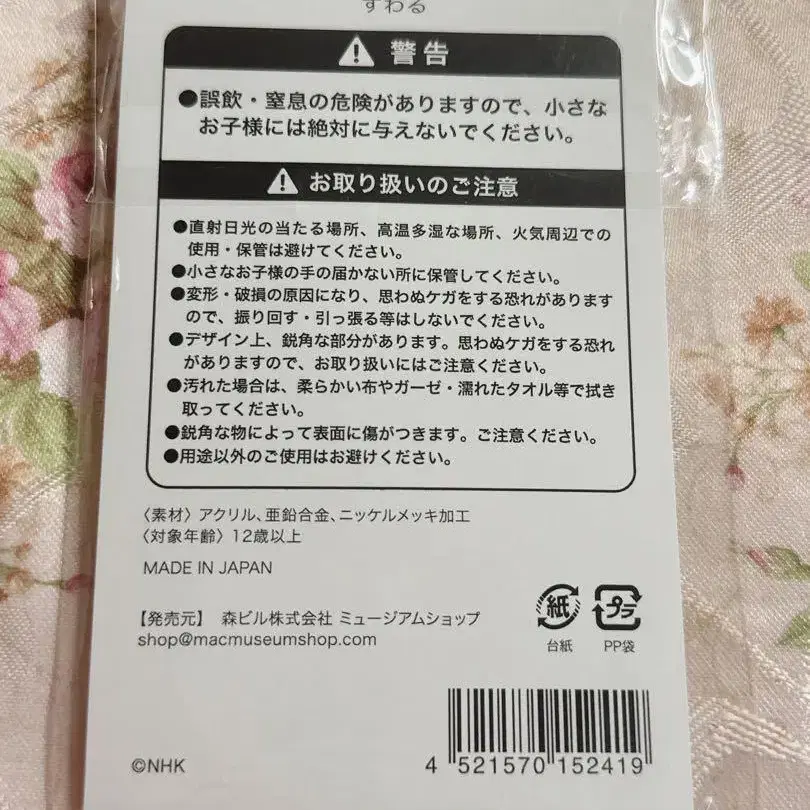 すわる
警告
●誤飲・窒息の危険がありますので、小さな
お子様には絶対に与えないでください。
お取り扱いのご注意
●直射日光の当たる場所、高温多湿な場所、火気周辺での
使用・保管は避けてください。
●小さなお子様の手の届かない所に保管してください。
●変形・破損の原因になり、思わぬケガをする恐れがあります
ので、振り回す・引っ張る等はしないでください。
●デザイン上、鋭角な部分があります。思わぬケガをする恐れ
がありますので、お取り扱いにはご注意ください。
●汚れた場合は、柔らかい布やガーゼ・濡れたタオル等で拭き
取ってください。
●鋭角な物によって表面に傷がつきます。ご注意ください。
●用途以外のご使用はお避けください。
〈素材〉アクリル、亜鉛合金、ニッケルメッキ加工
〈対象年齢〉12歳以上
MADE IN JAPAN
【発売元】 森ビル株式会社 ミュージアムショップ
shop@macmuseumshop.com
紙
プラ
台紙
PP袋
©NHK
4 521570 152419